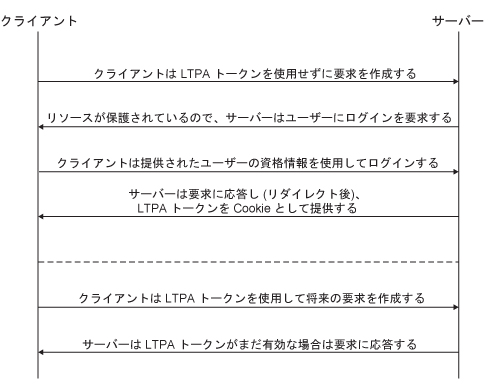 クライアント
サーバー
クライアントは LTPA トークンを使用せずに要求を作成する
リソースが保護されているので、サーバーはユーザーにログインを要求する
クライアントは提供されたユーザーの資格情報を使用してログインする
サーバーは要求に応答し (リダイレクト後)、
LTPA トークンを Cookie として提供する
クライアントは LTPA トークンを使用して将来の要求を作成する
サーバーは LTPA トークンがまだ有効な場合は要求に応答する